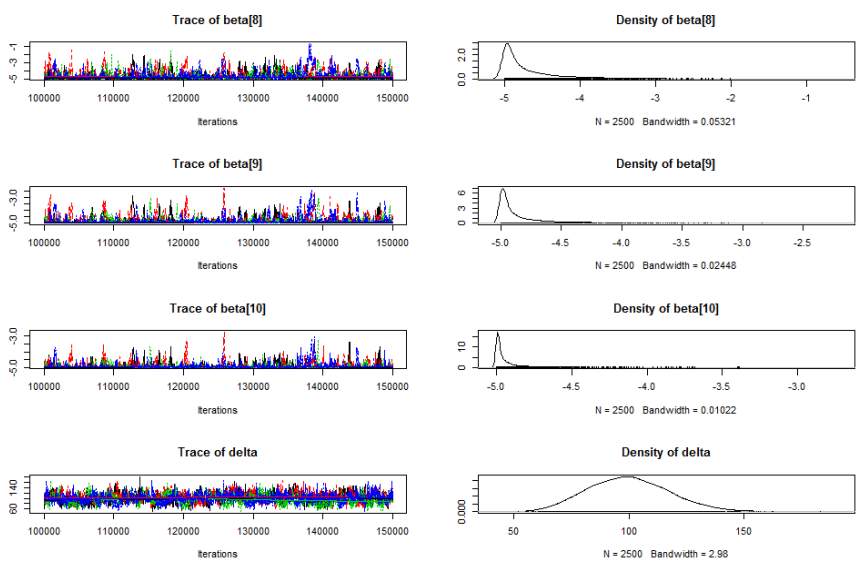 Trace of beta[8]
-5 -3 -1
100000 110000 120000 130000 140000 150000
Iterations
Density of beta[8]
0.0 2.0
-5 -4 -3 -2 -1
N = 2500 Bandwidth = 0.05321
Trace of beta[9]
-5.0 -3.0
100000 110000 120000 130000 140000 150000
Iterations
Density of beta[9]
0 3 6
-5.0 -4.5 -4.0 -3.5 -3.0 -2.5
N = 2500 Bandwidth = 0.02448
Trace of beta[10]
-5.0 -3.0
100000 110000 120000 130000 140000 150000
Iterations
Density of beta[10]
0 10
-5.0 -4.5 -4.0 -3.5 -3.0
N = 2500 Bandwidth = 0.01022
Trace of delta
60 140
100000 110000 120000 130000 140000 150000
Iterations
Density of delta
0.000
50 100 150
N = 2500 Bandwidth = 2.98